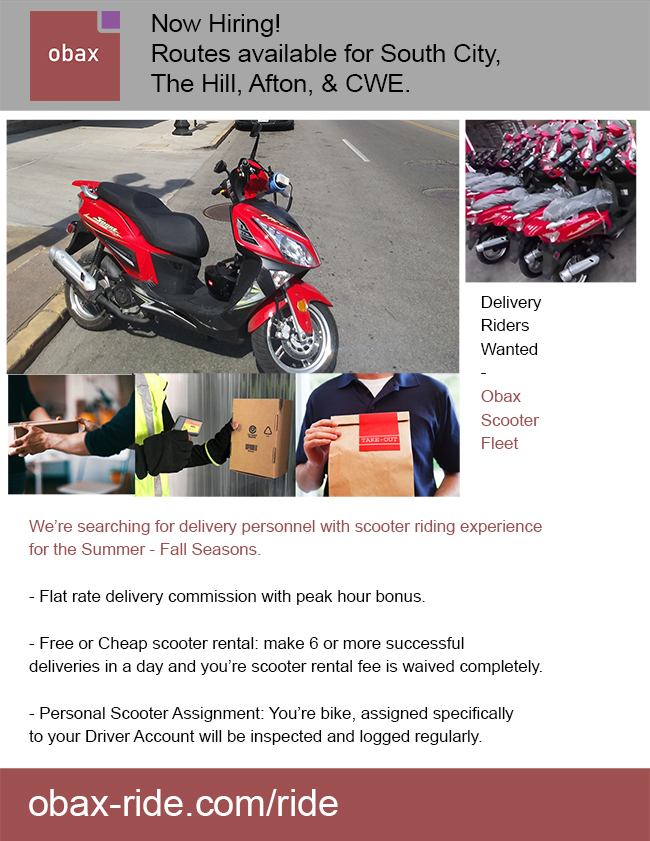 obax
Now Hiring!
Routes available for South City,
The Hill, Afton, & CWE.
Delivery
Riders
Wanted
-
Obax
Scooter
Fleet
TAKE-OUT
We're searching for delivery personnel with scooter riding experience
for the Summer - Fall Seasons.
- Flat rate delivery commission with peak hour bonus.
- Free or Cheap scooter rental: make 6 or more successful
deliveries in a day and you're scooter rental fee is waived completely.
- Personal Scooter Assignment: You're bike, assigned specifically
to your Driver Account will be inspected and logged regularly.
obax-ride.com/ride